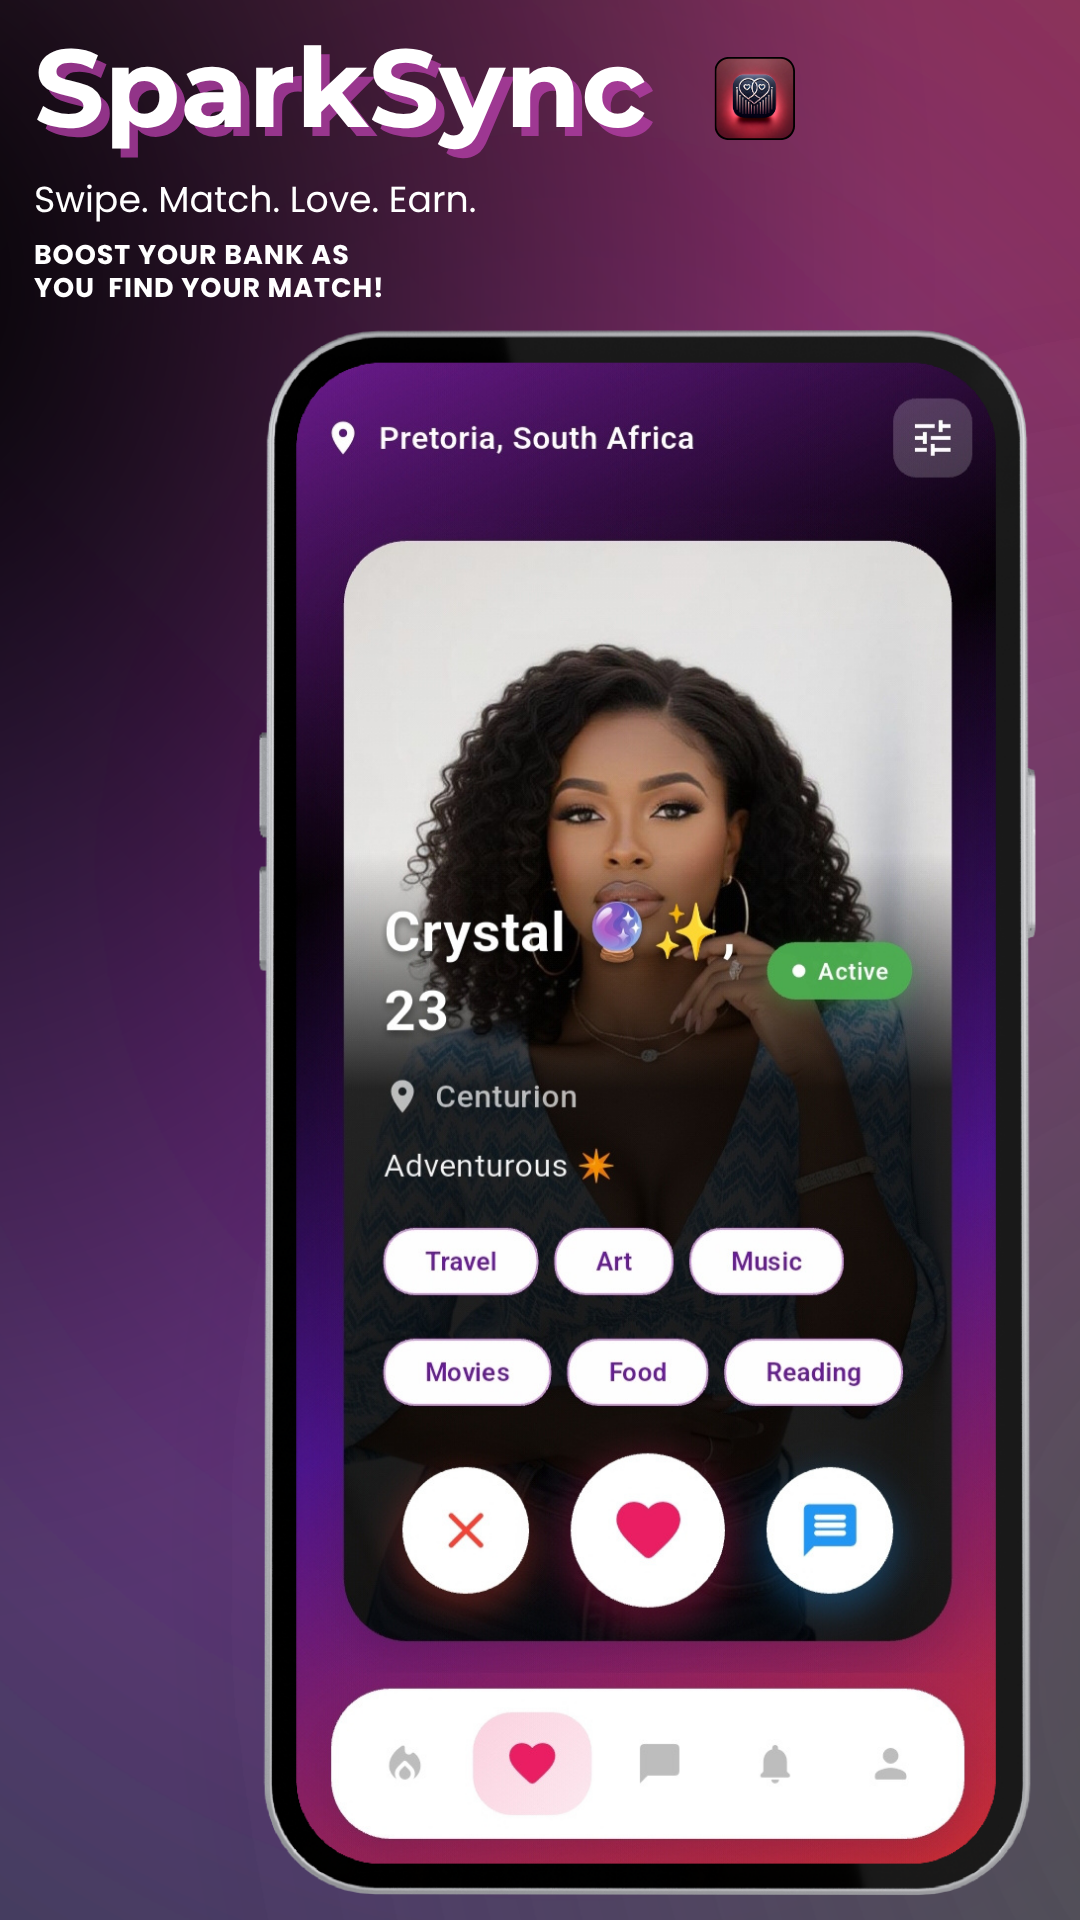 SparkSync
Swipe. Match. Love. Earn.
BOOST YOUR BANK AS
YOU FIND YOUR MATCH!
Pretoria, South Africa
Crystal 🔮✨,
23
Active
Centurion
Adventurous ✴️
Travel Art Music
Movies Food Reading